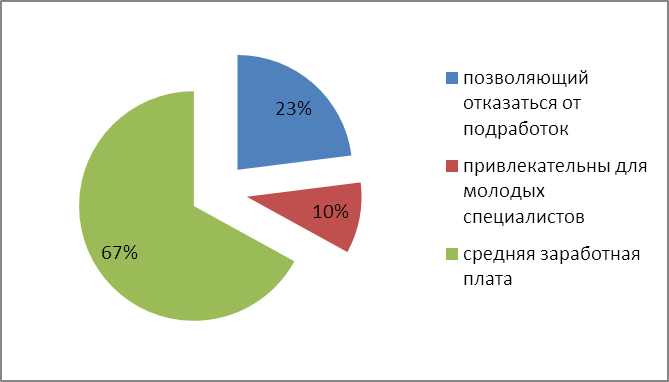 23%
10%
67%
позволяющий
отказаться от
подработок
привлекательны для
молодых
специалистов
средняя заработная
плата